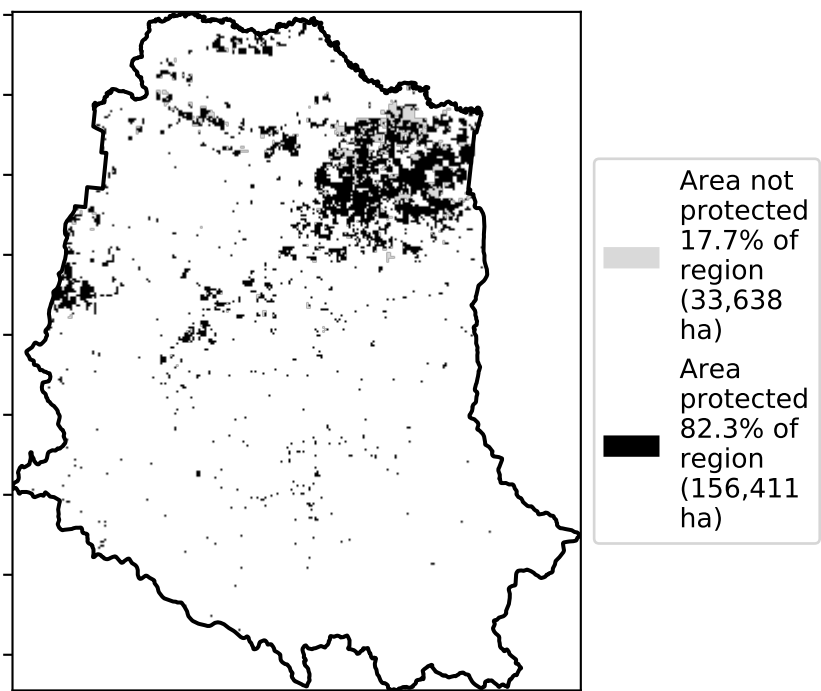 Area not
protected
17.7% of
region
(33,638
ha)
Area
protected
82.3% of
region
(156,411
ha)